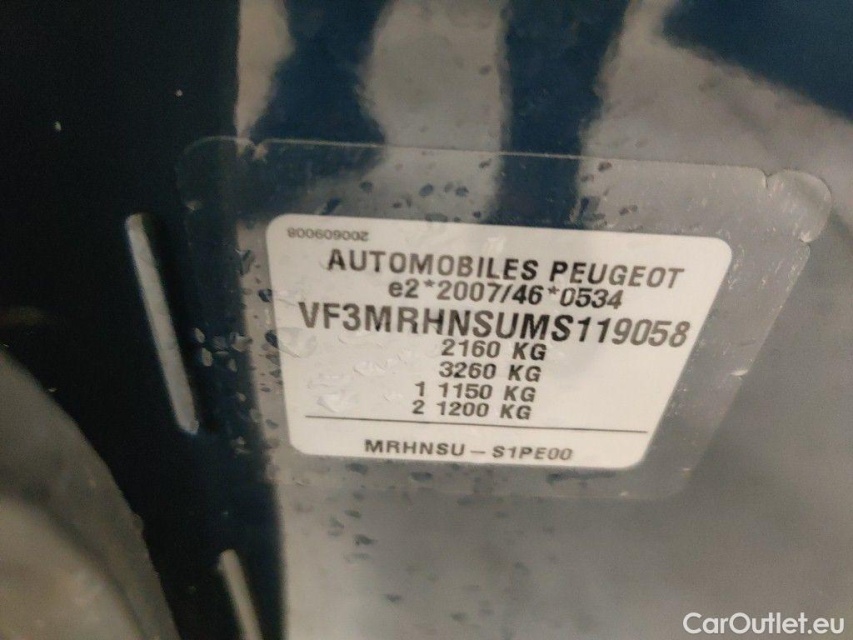 200609008
AUTOMOBILES PEUGEOT
e2*2007/46*0534
VF3MRHNSUMS119058
2160 KG
3260 KG
1 1150 KG
2 1200 KG
MRHNSU – S1PE00
CarOutlet.eu